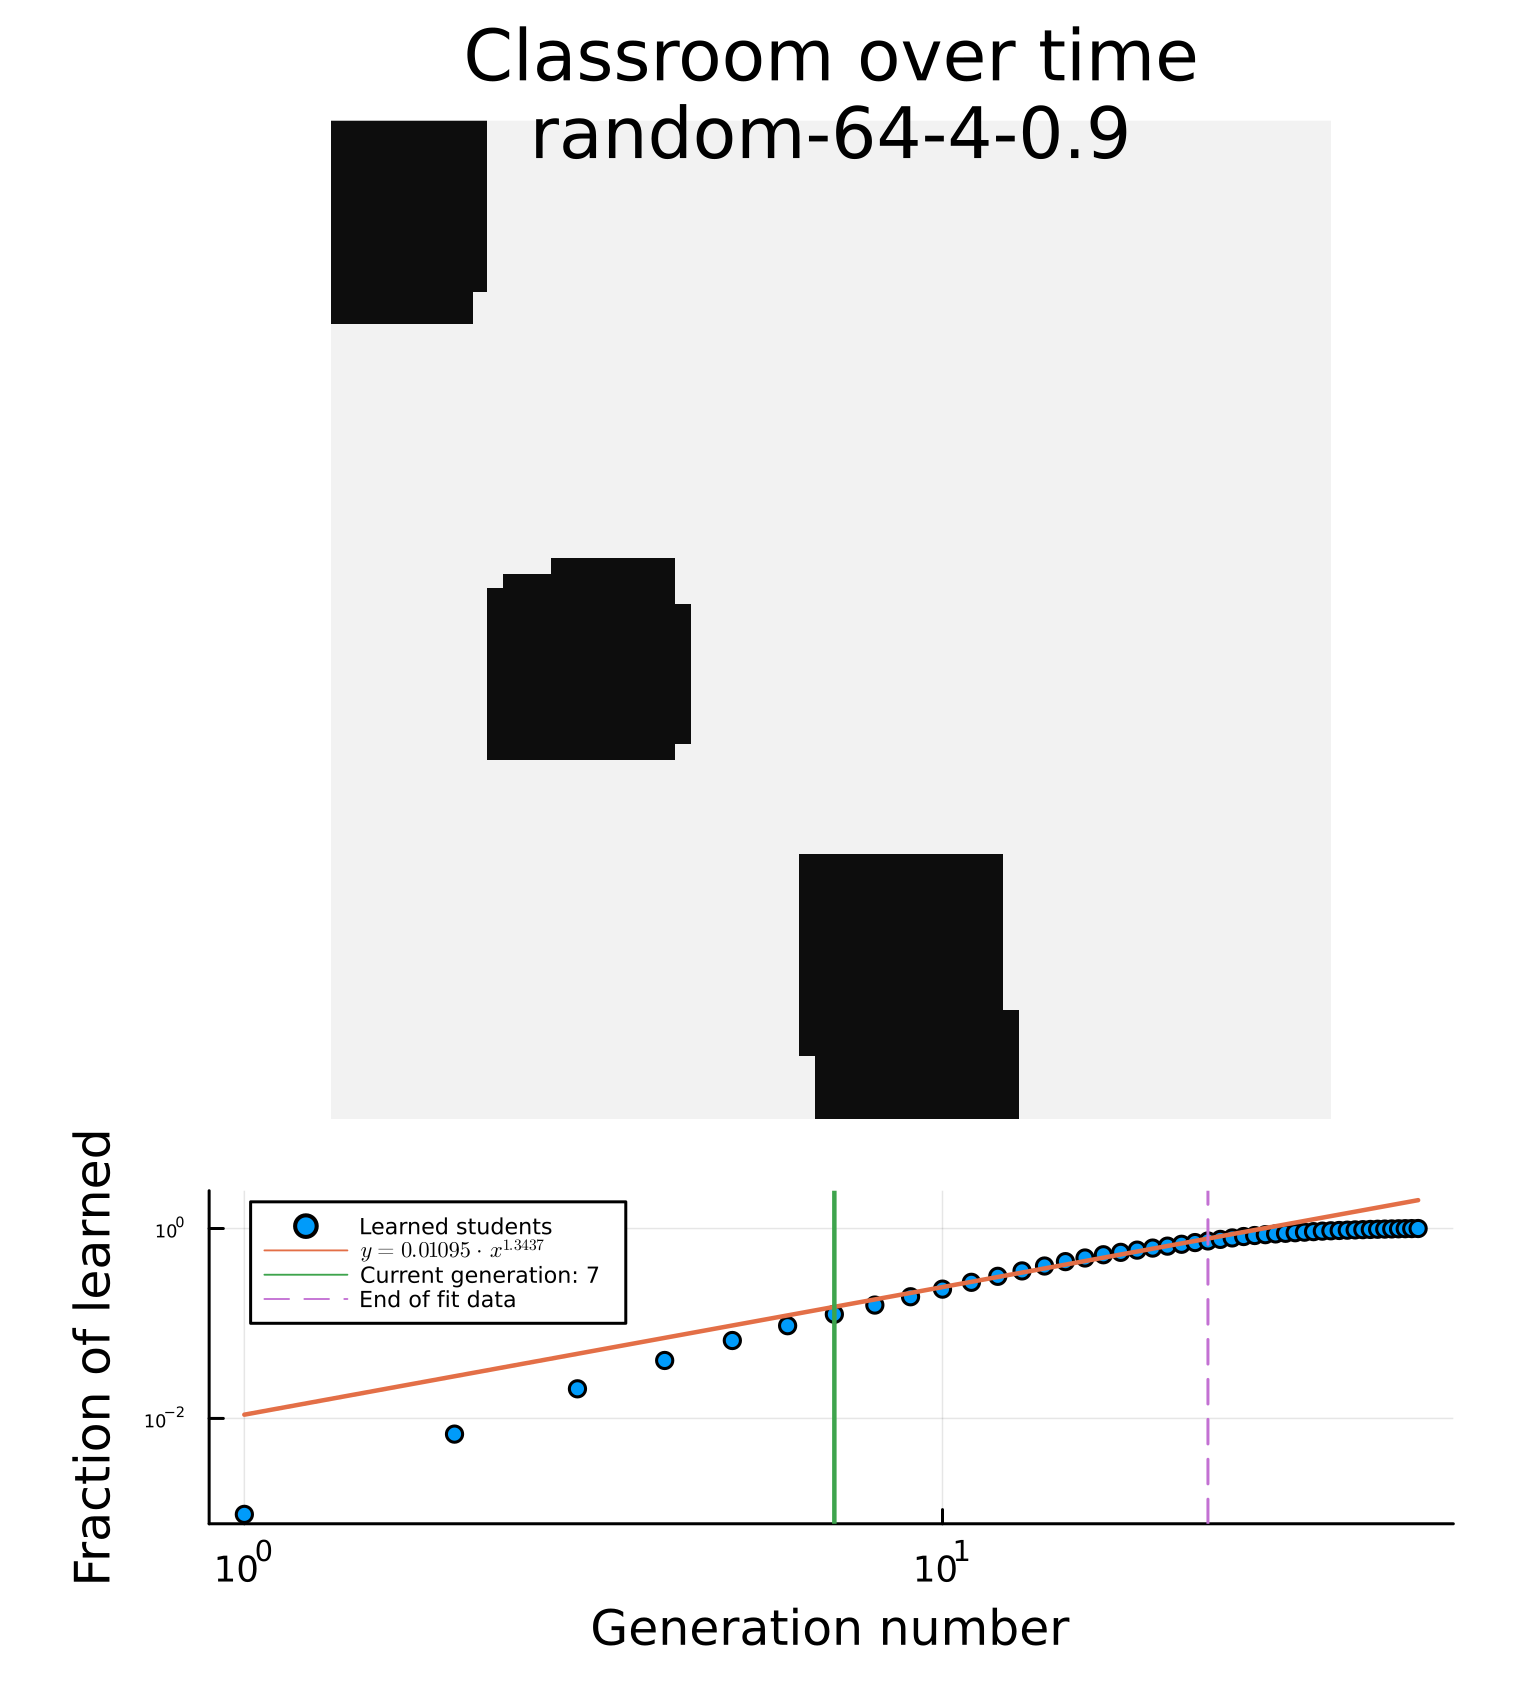 Classroom over time
random-64-4-0.9
Fraction of learned
10^0
10^-2
Learned students
y = 0.01095 · x^1.3437
Current generation: 7
End of fit data
10^0
10^1
Generation number